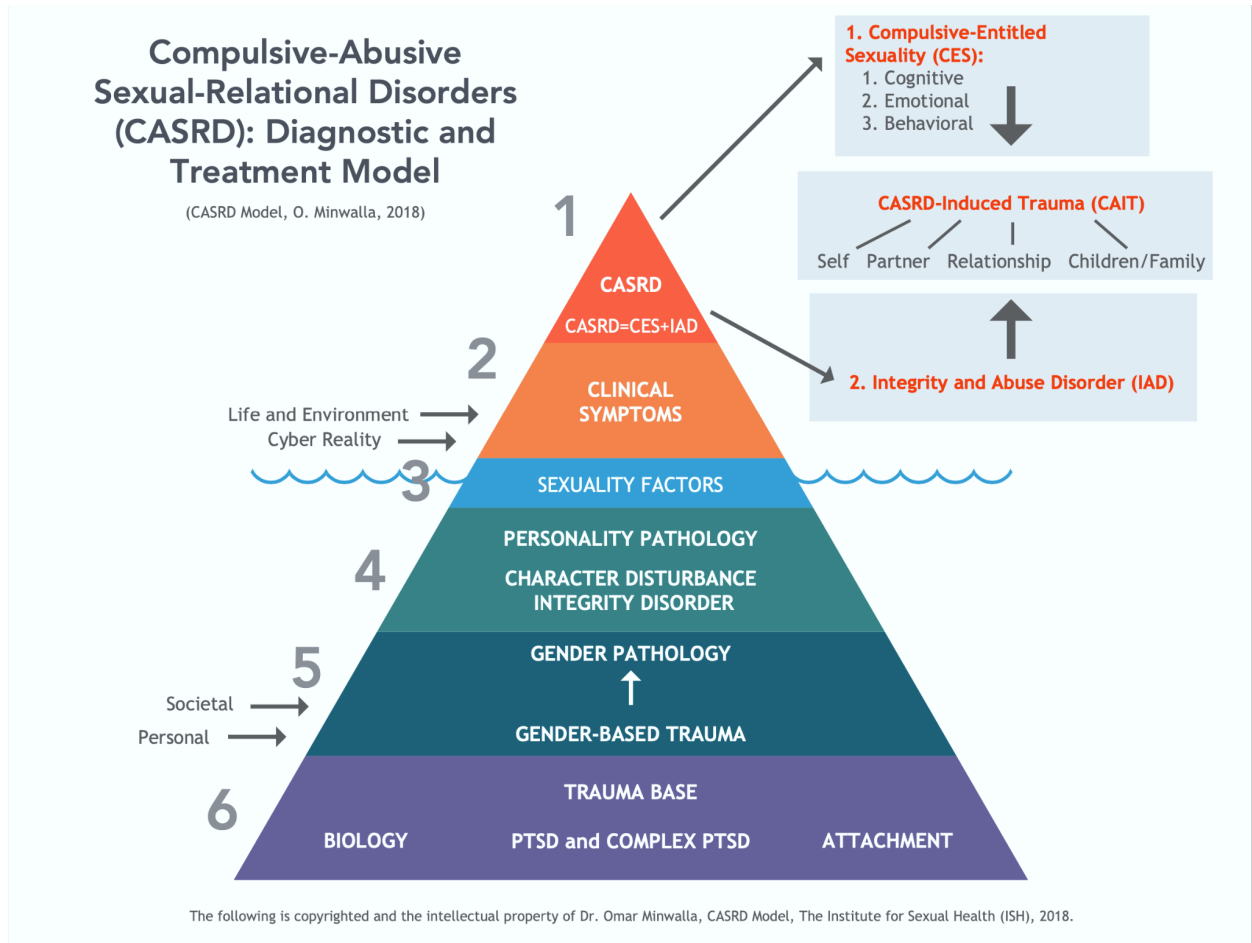 Compulsive-Abusive
Sexual-Relational Disorders
(CASRD): Diagnostic and
Treatment Model
(CASRD Model, O. Minwalla, 2018)
1. Compulsive-Entitled
Sexuality (CES):
1. Cognitive
2. Emotional
3. Behavioral
CASRD-Induced Trauma (CAIT)
Self Partner Relationship Children/Family
2. Integrity and Abuse Disorder (IAD)
1
CASRD
CASRD=CES+IAD
2
CLINICAL
SYMPTOMS
Life and Environment
Cyber Reality
3
SEXUALITY FACTORS
4
PERSONALITY PATHOLOGY
CHARACTER DISTURBANCE
INTEGRITY DISORDER
5
GENDER PATHOLOGY
Societal
Personal
GENDER-BASED TRAUMA
6
TRAUMA BASE
BIOLOGY PTSD and COMPLEX PTSD ATTACHMENT
The following is copyrighted and the intellectual property of Dr. Omar Minwalla, CASRD Model, The Institute for Sexual Health (ISH), 2018.